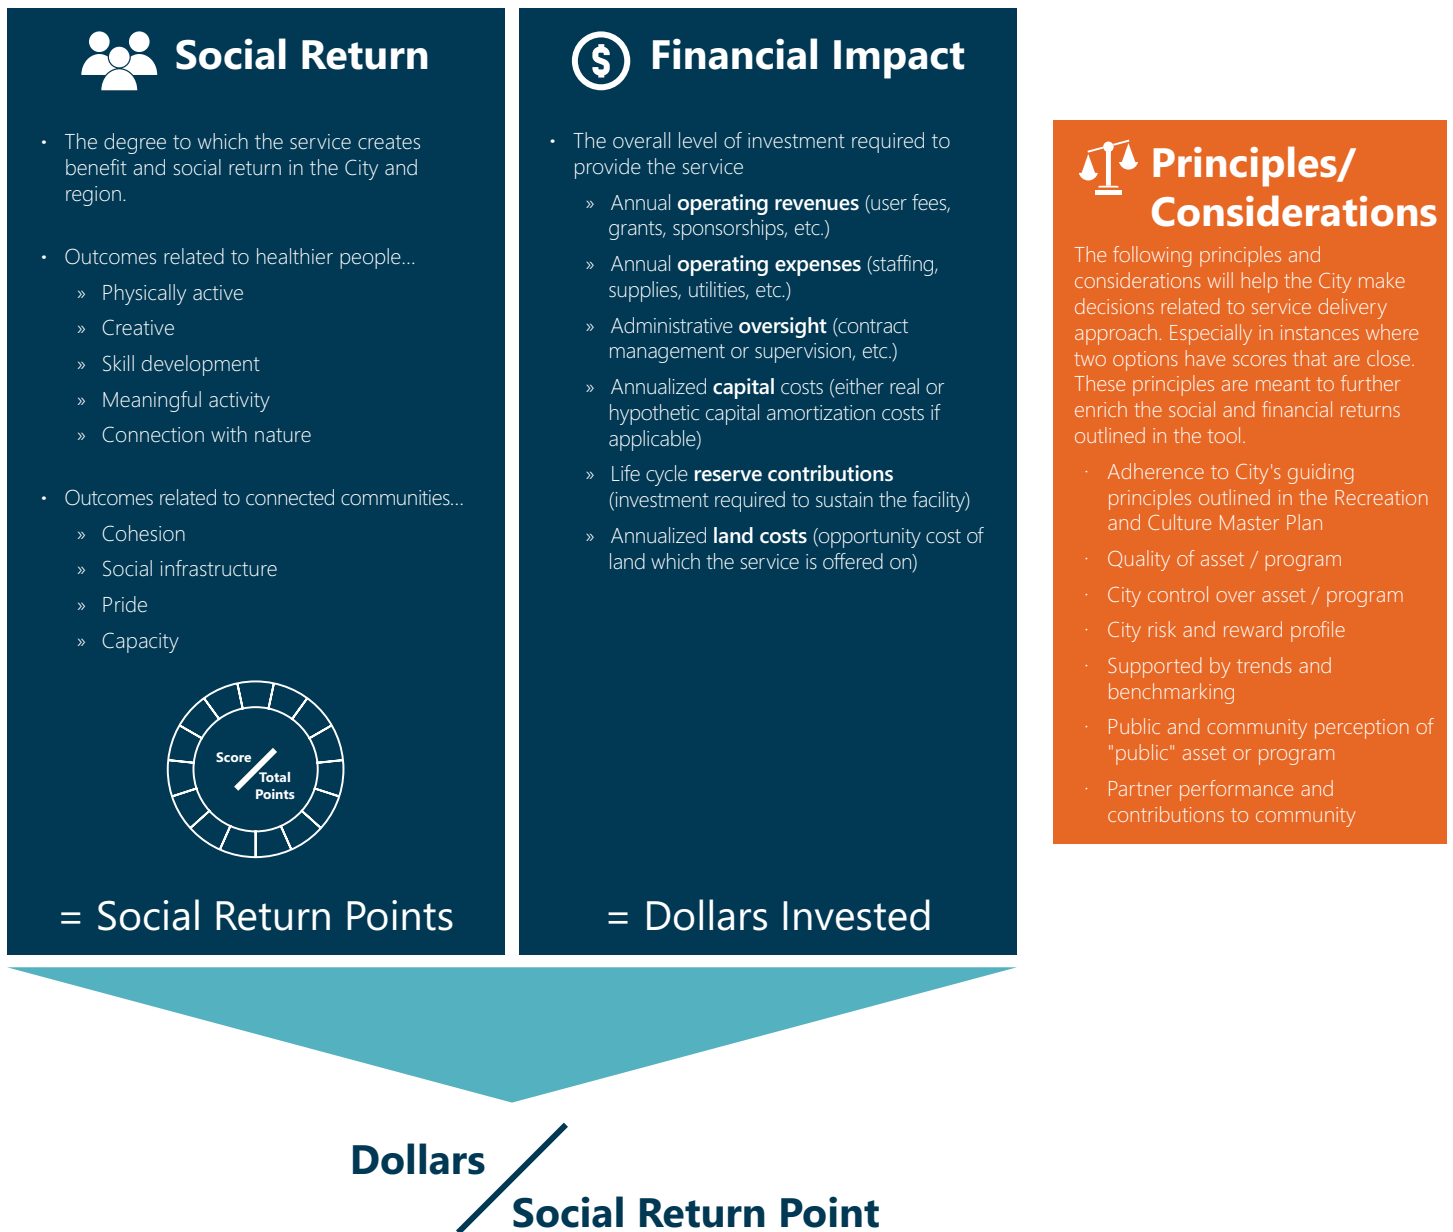 Social Return
• The degree to which the service creates
benefit and social return in the City and
region.
• Outcomes related to healthier people...
» Physically active
» Creative
» Skill development
» Meaningful activity
» Connection with nature
• Outcomes related to connected communities...
» Cohesion
» Social infrastructure
» Pride
» Capacity
Score
Total
Points
= Social Return Points
Financial Impact
• The overall level of investment required to
provide the service
» Annual operating revenues (user fees,
grants, sponsorships, etc.)
» Annual operating expenses (staffing,
supplies, utilities, etc.)
» Administrative oversight (contract
management or supervision, etc.)
» Annualized capital costs (either real or
hypothetic capital amortization costs if
applicable)
» Life cycle reserve contributions
(investment required to sustain the facility)
» Annualized land costs (opportunity cost of
land which the service is offered on)
= Dollars Invested
Principles/
Considerations
The following principles and
considerations will help the City make
decisions related to service delivery
approach. Especially in instances where
two options have scores that are close.
These principles are meant to further
enrich the social and financial returns
outlined in the tool.
· Adherence to City's guiding
principles outlined in the Recreation
and Culture Master Plan
· Quality of asset / program
· City control over asset / program
· City risk and reward profile
· Supported by trends and
benchmarking
· Public and community perception of
"public" asset or program
· Partner performance and
contributions to community
Dollars
Social Return Point